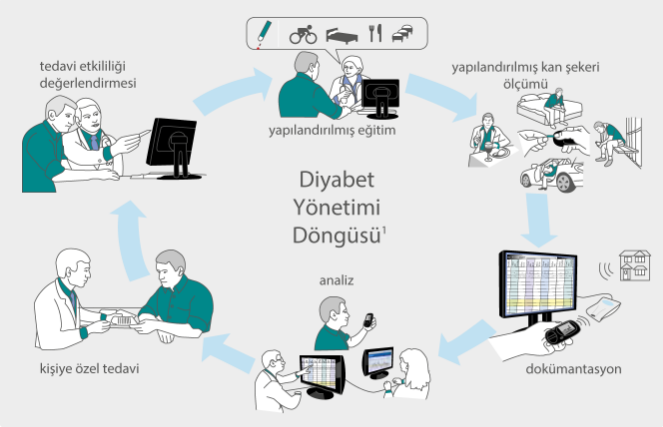 tedavi etkililiği
değerlendirmesi
yapılandırılmış eğitim
yapılandırılmış kan şekeri
ölçümü
Diyabet
Yönetimi
Döngüsü¹
analiz
kişiye özel tedavi
dokümantasyon